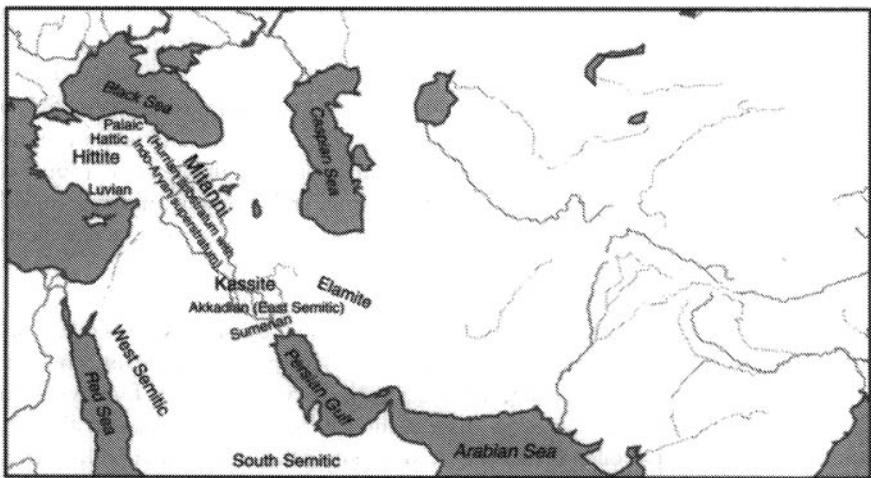 Black Sea
Caspian Sea
Palaic
Hattic
Hittite
Luvian
Mitanni
(Hurrian substratum with
Indo-Aryan superstratum)
Kassite
Elamite
Akkadian (East Semitic)
Sumerian
West Semitic
Red Sea
Persian Gulf
Arabian Sea
South Semitic